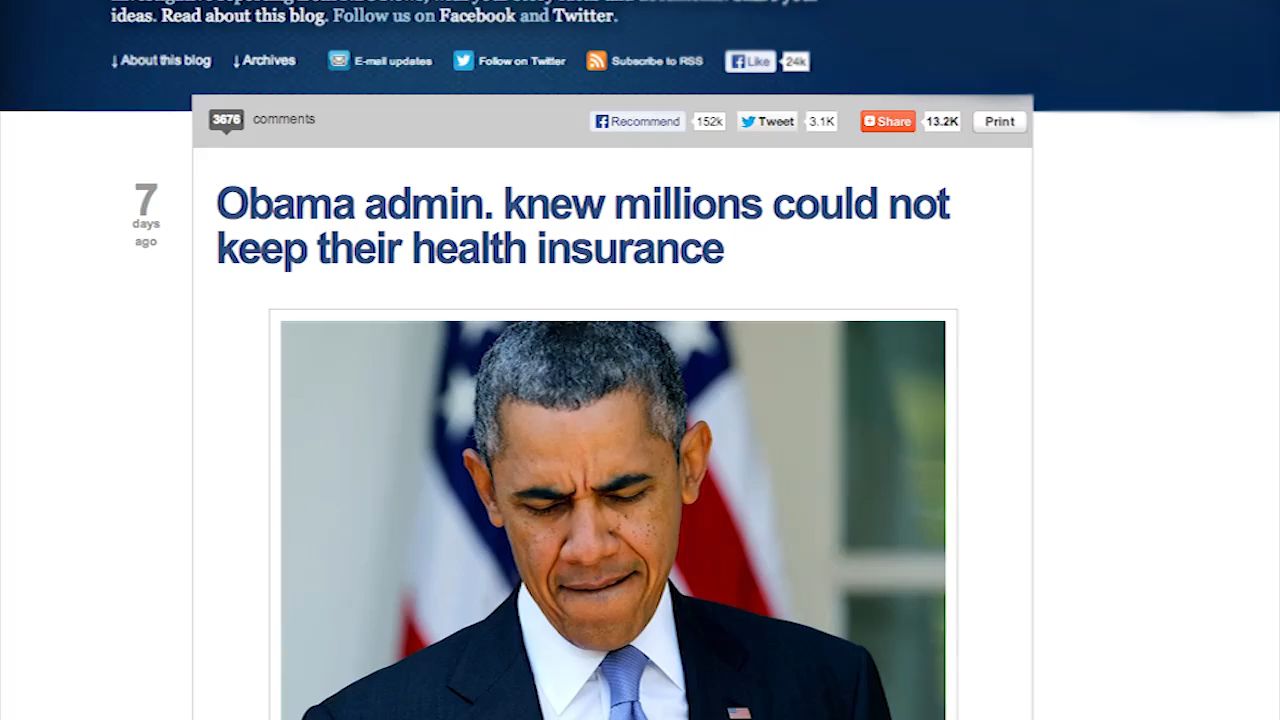 ideas. Read about this blog. Follow us on Facebook and Twitter.
↓ About this blog ↓ Archives E-mail updates Follow on Twitter Subscribe to RSS Like 24k
3676 comments Recommend 152k Tweet 3.1K Share 13.2K Print
7
days
ago
Obama admin. knew millions could not
keep their health insurance